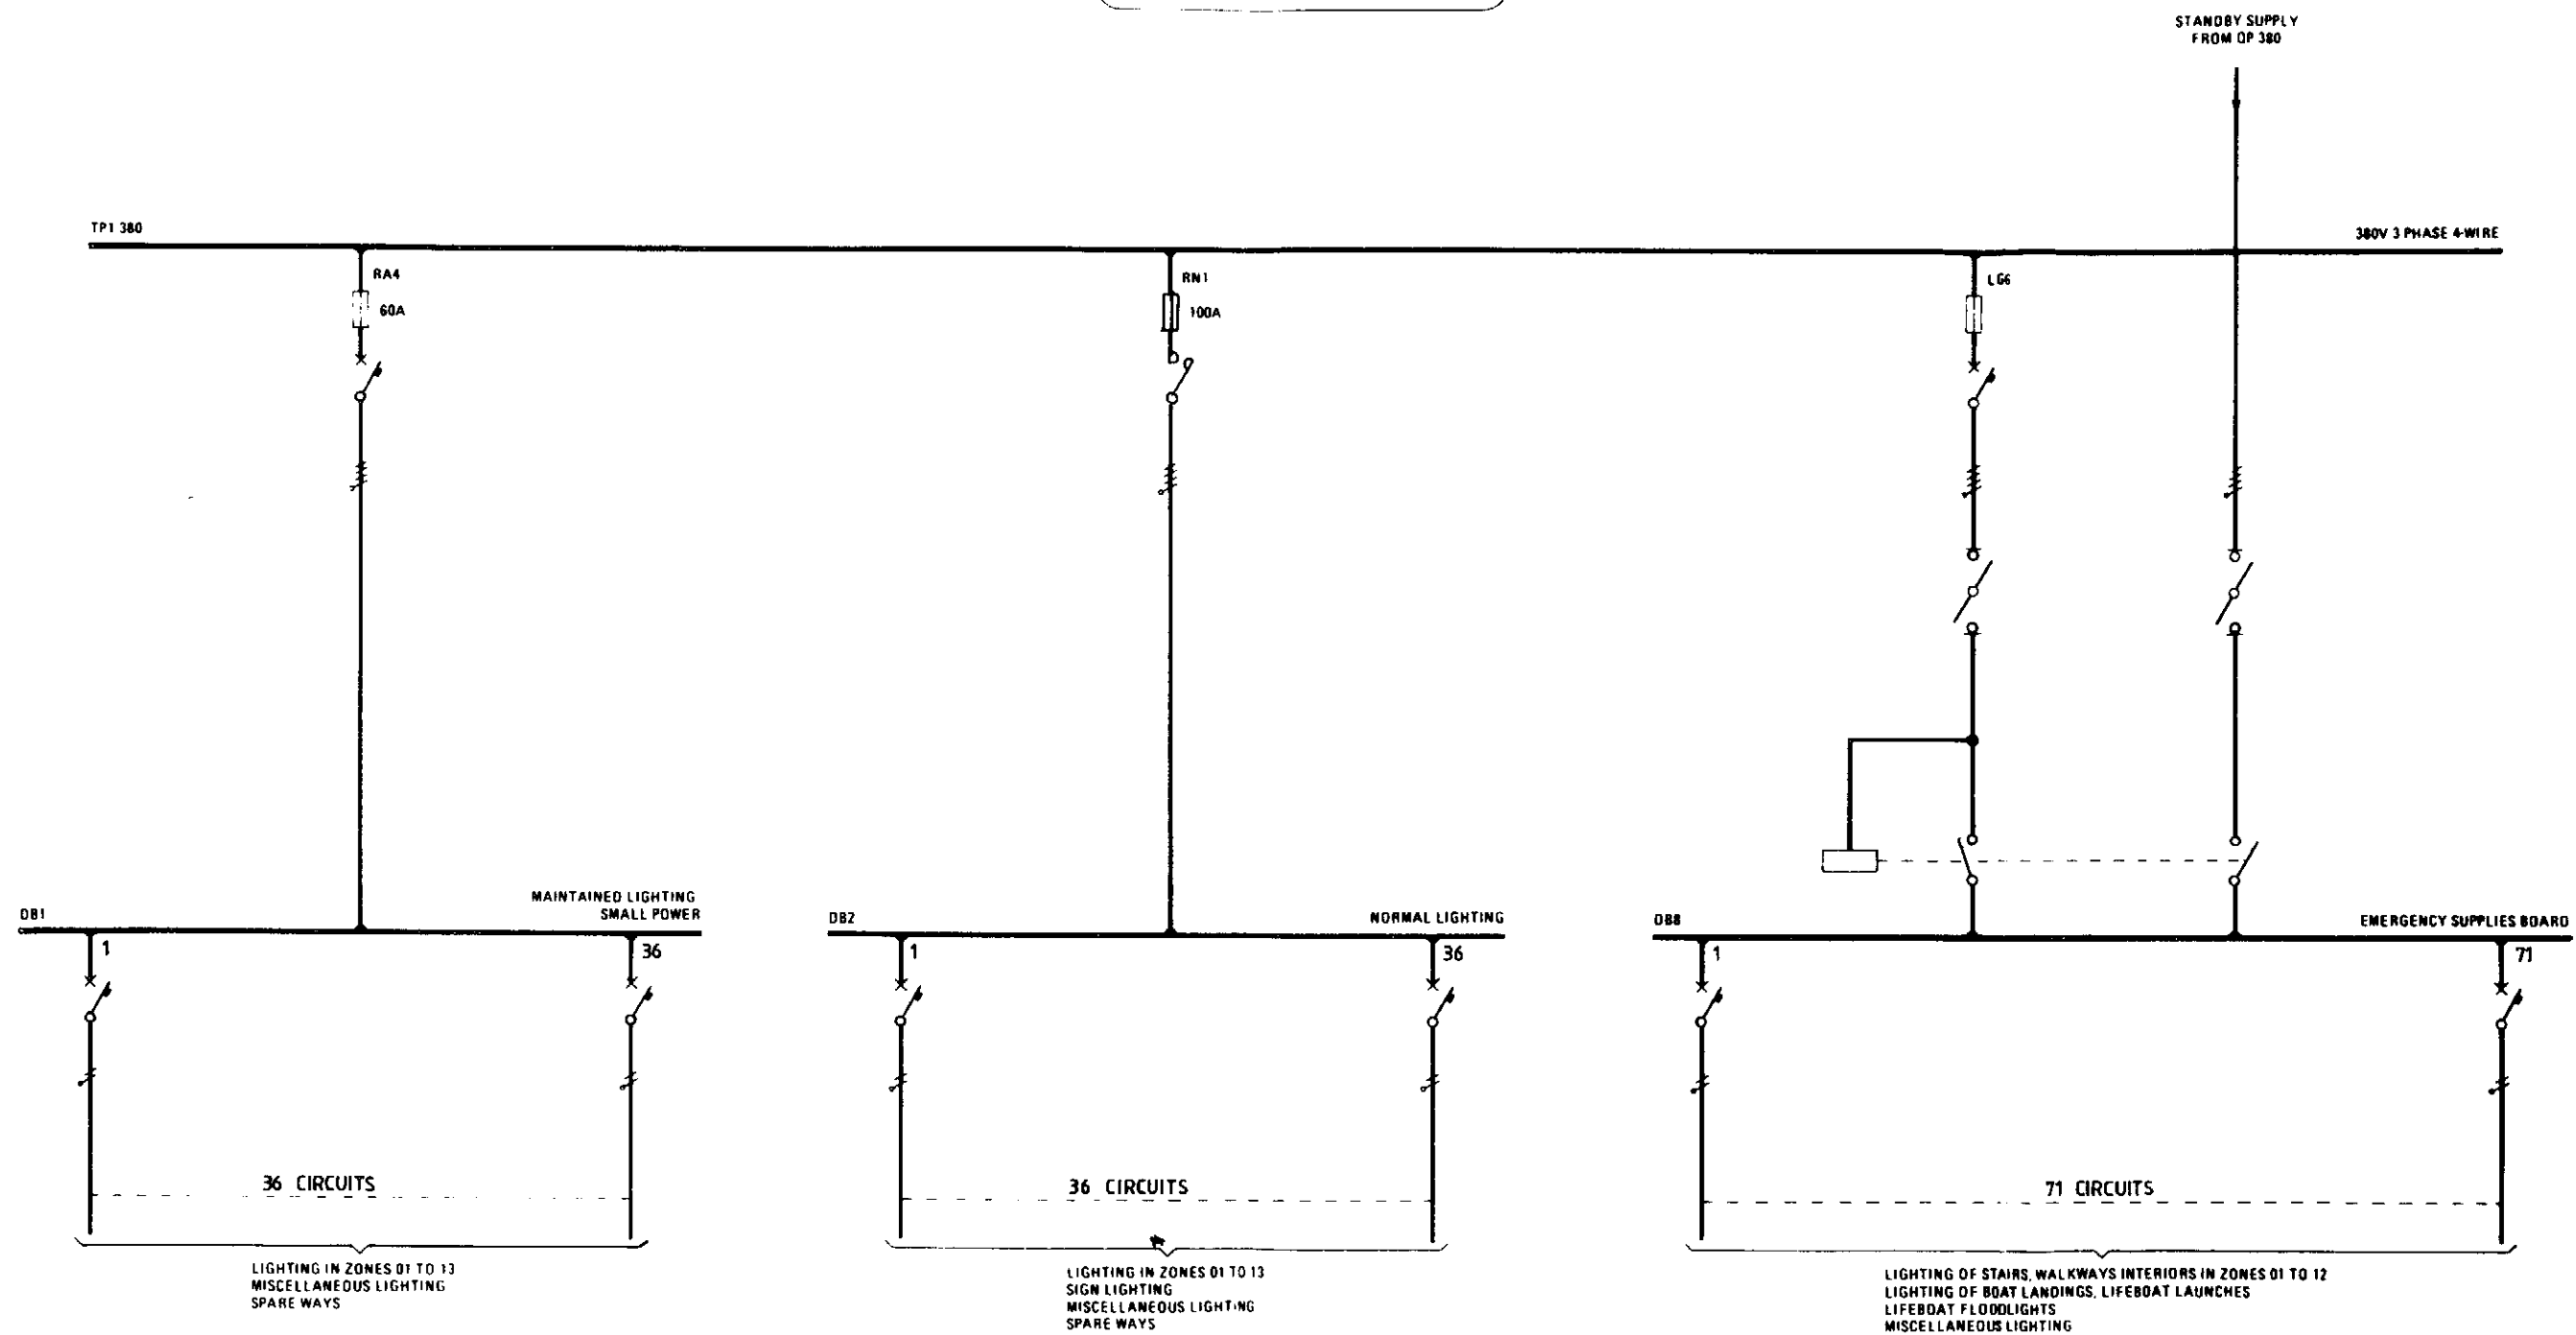 STANDBY SUPPLY
FROM QP 380
TP1 380
380V 3 PHASE 4-WIRE
RA4
60A
RN1
100A
LG6
DB1
MAINTAINED LIGHTING
SMALL POWER
DB2
NORMAL LIGHTING
DB8
EMERGENCY SUPPLIES BOARD
1
36
1
36
1
71
36 CIRCUITS
36 CIRCUITS
71 CIRCUITS
LIGHTING IN ZONES 01 TO 13
MISCELLANEOUS LIGHTING
SPARE WAYS
LIGHTING IN ZONES 01 TO 13
SIGN LIGHTING
MISCELLANEOUS LIGHTING
SPARE WAYS
LIGHTING OF STAIRS, WALKWAYS INTERIORS IN ZONES 01 TO 12
LIGHTING OF BOAT LANDINGS, LIFEBOAT LAUNCHES
LIFEBOAT FLOODLIGHTS
MISCELLANEOUS LIGHTING